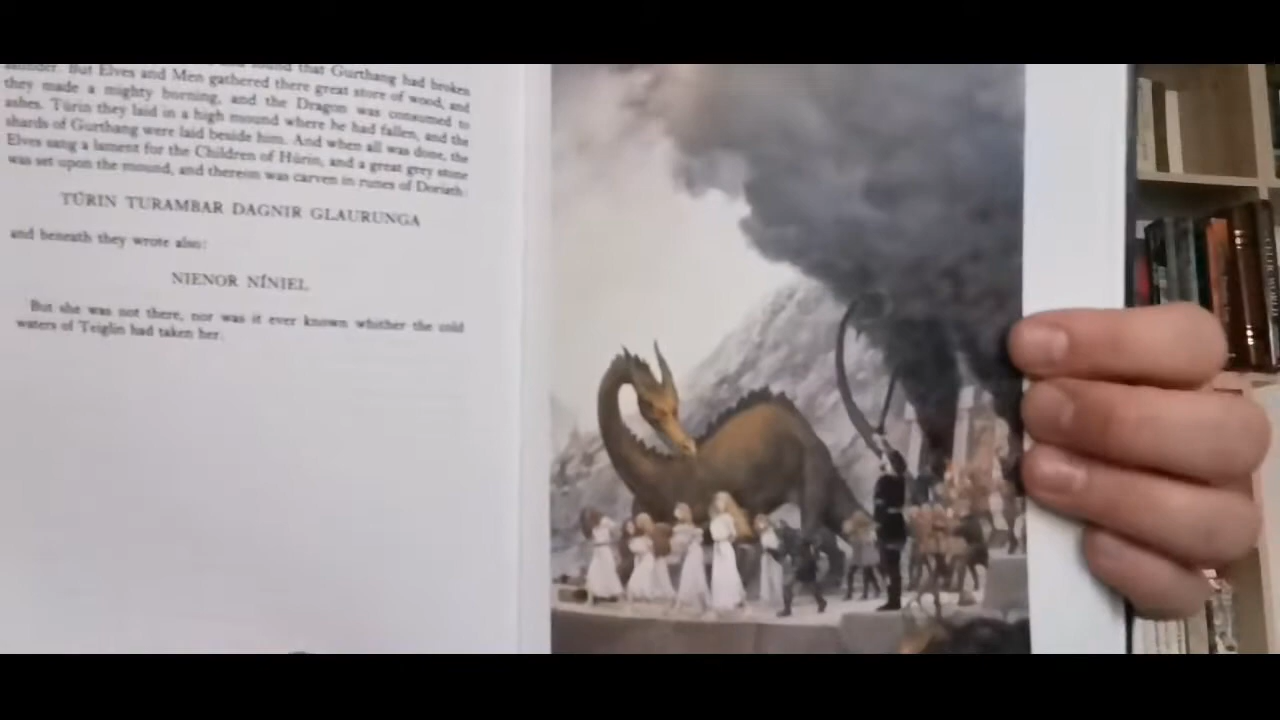 found that Gurthang had broken
asunder. But Elves and Men gathered there great store of wood, and
they made a mighty burning, and the Dragon was consumed to
ashes. Túrin they laid in a high mound where he had fallen, and the
shards of Gurthang were laid beside him. And when all was done, the
Elves sang a lament for the Children of Húrin, and a great grey stone
was set upon the mound, and thereon was carven in runes of Doriath:
TÚRIN TURAMBAR DAGNIR GLAURUNGA
and beneath they wrote also:
NIENOR NÍNIEL
But she was not there, nor was it ever known whither the cold
waters of Teiglin had taken her.